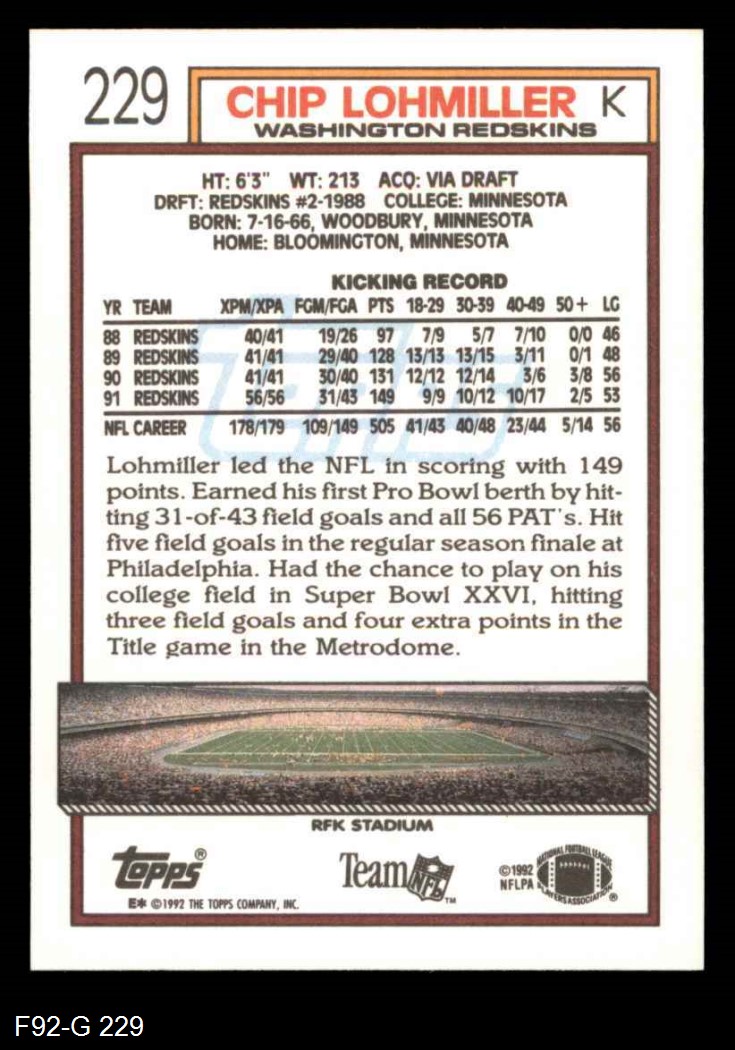 229
CHIP LOHMILLER K
WASHINGTON REDSKINS
HT: 6'3" WT: 213 ACQ: VIA DRAFT
DRFT: REDSKINS #2-1988 COLLEGE: MINNESOTA
BORN: 7-16-66, WOODBURY, MINNESOTA
HOME: BLOOMINGTON, MINNESOTA
KICKING RECORD
YR TEAM XPM/XPA FGM/FGA PTS 18-29 30-39 40-49 50+ LG
88 REDSKINS 40/41 19/26 97 7/9 5/7 7/10 0/0 46
89 REDSKINS 41/41 29/40 128 13/13 13/15 3/11 0/1 48
90 REDSKINS 41/41 30/40 131 12/12 12/14 3/6 3/8 56
91 REDSKINS 56/56 31/43 149 9/9 10/12 10/17 2/5 53
NFL CAREER 178/179 109/149 505 41/43 40/48 23/44 5/14 56
Topps
Lohmiller led the NFL in scoring with 149
points. Earned his first Pro Bowl berth by hit-
ting 31-of-43 field goals and all 56 PAT's. Hit
five field goals in the regular season finale at
Philadelphia. Had the chance to play on his
college field in Super Bowl XXVI, hitting
three field goals and four extra points in the
Title game in the Metrodome.
RFK STADIUM
Topps®
E* ©1992 THE TOPPS COMPANY, INC.
Team NFL™
©1992
NFLPA
NATIONAL FOOTBALL LEAGUE
PLAYERS ASSOCIATION®
F92-G 229